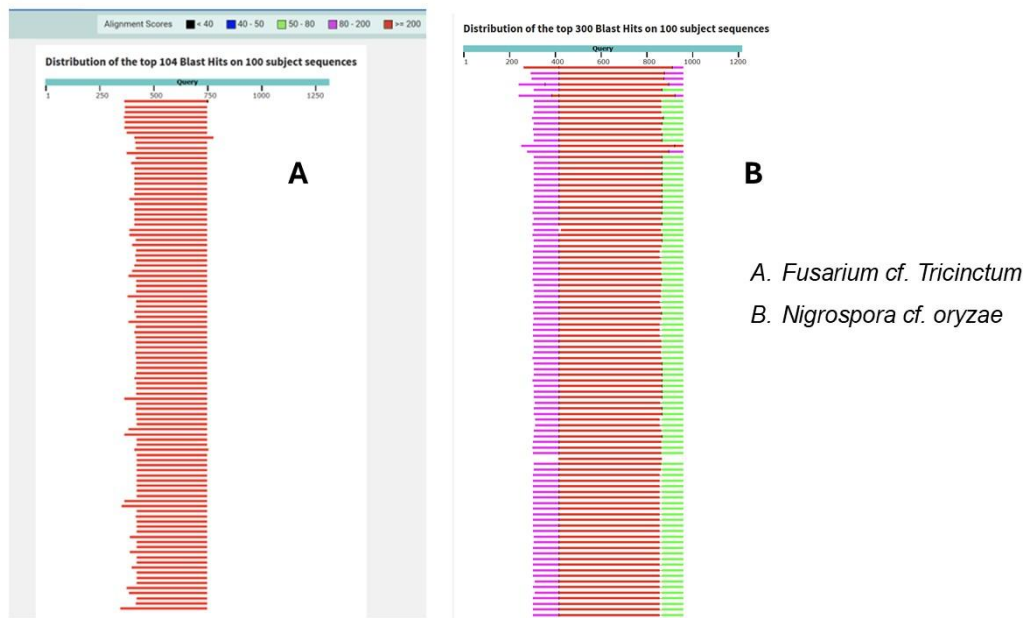 Alignment Scores < 40 40 - 50 50 - 80 80 - 200 >= 200
Distribution of the top 104 Blast Hits on 100 subject sequences
Query
1 250 500 750 1000 1250
A
Distribution of the top 300 Blast Hits on 100 subject sequences
Query
1 200 400 600 800 1000 1200
B
A. Fusarium cf. Tricinctum
B. Nigrospora cf. oryzae